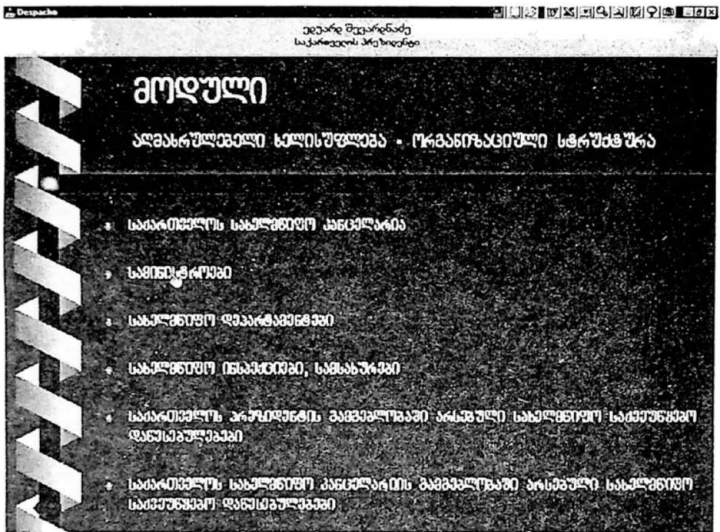 Despacho
ედუარდ შევარდნაძე
საქართველოს პრეზიდენტი
მოდული
აღმასრულებელი ხელისუფლება - ორგანიზაციული სტრუქტურა
საქართველოს სახელმწიფო კანცელარია
სამინისტროები
სახელმწიფო დეპარტამენტები
სახელმწიფო ინსპექციები, სამსახურები
საქართველოს პრეზიდენტის გამგებლობაში არსებული სახელმწიფო საქვეუწყებო
დაწესებულებები
საქართველოს სახელმწიფო კანცელარიის გამგებლობაში არსებული სახელმწიფო
საქვეუწყებო დაწესებულებები